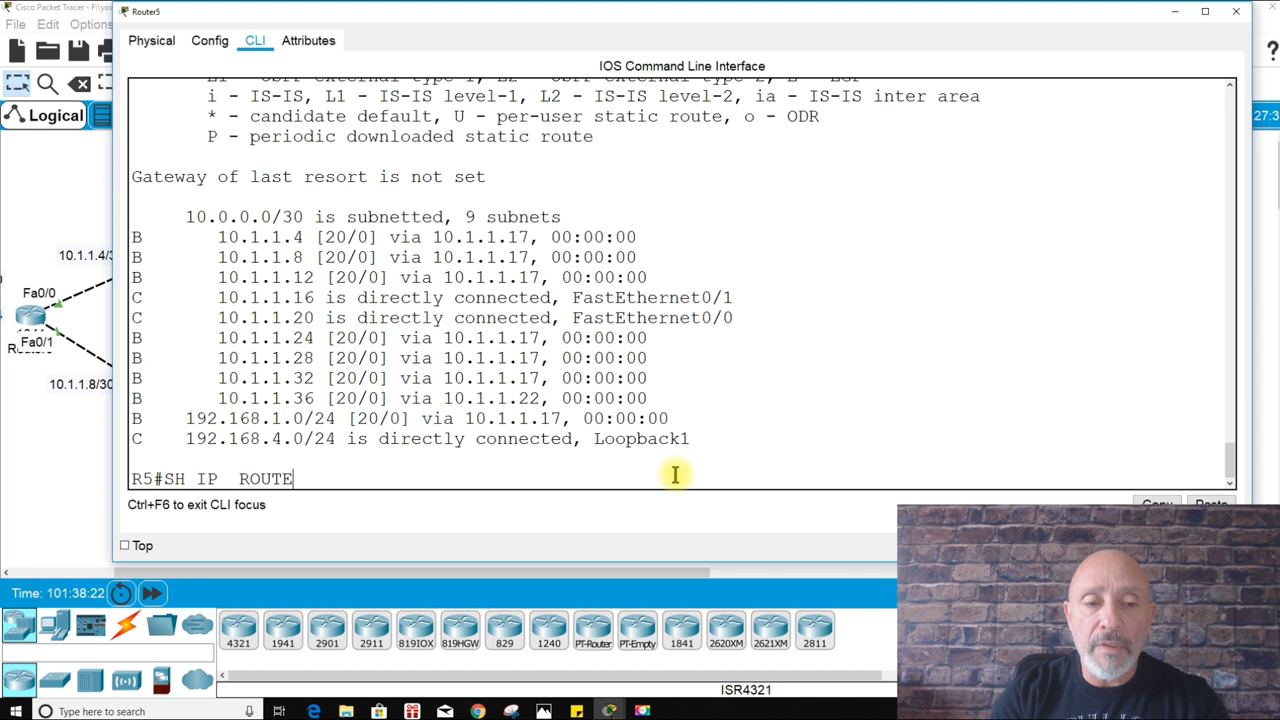 Cisco Packet Tracer - F:\you
Router5
File Edit Options
Physical Config CLI Attributes
IOS Command Line Interface
i - IS-IS, L1 - IS-IS level-1, L2 - IS-IS level-2, ia - IS-IS inter area
* - candidate default, U - per-user static route, o - ODR
P - periodic downloaded static route
Logical
27:3
Gateway of last resort is not set
10.0.0.0/30 is subnetted, 9 subnets
B 10.1.1.4 [20/0] via 10.1.1.17, 00:00:00
B 10.1.1.8 [20/0] via 10.1.1.17, 00:00:00
B 10.1.1.12 [20/0] via 10.1.1.17, 00:00:00
C 10.1.1.16 is directly connected, FastEthernet0/1
C 10.1.1.20 is directly connected, FastEthernet0/0
B 10.1.1.24 [20/0] via 10.1.1.17, 00:00:00
B 10.1.1.28 [20/0] via 10.1.1.17, 00:00:00
B 10.1.1.32 [20/0] via 10.1.1.17, 00:00:00
B 10.1.1.36 [20/0] via 10.1.1.22, 00:00:00
B 192.168.1.0/24 [20/0] via 10.1.1.17, 00:00:00
C 192.168.4.0/24 is directly connected, Loopback1
R5#SH IP  ROUTE
10.1.1.4/3
Fa0/0
Fa0/1
10.1.1.8/30
Ctrl+F6 to exit CLI focus
Copy Paste
Top
Time: 101:38:22
4321 1941 2901 2911 819IOX 819HGW 829 1240 PT-Router PT-Empty 1841 2620XM 2621XM 2811
ISR4321
Type here to search